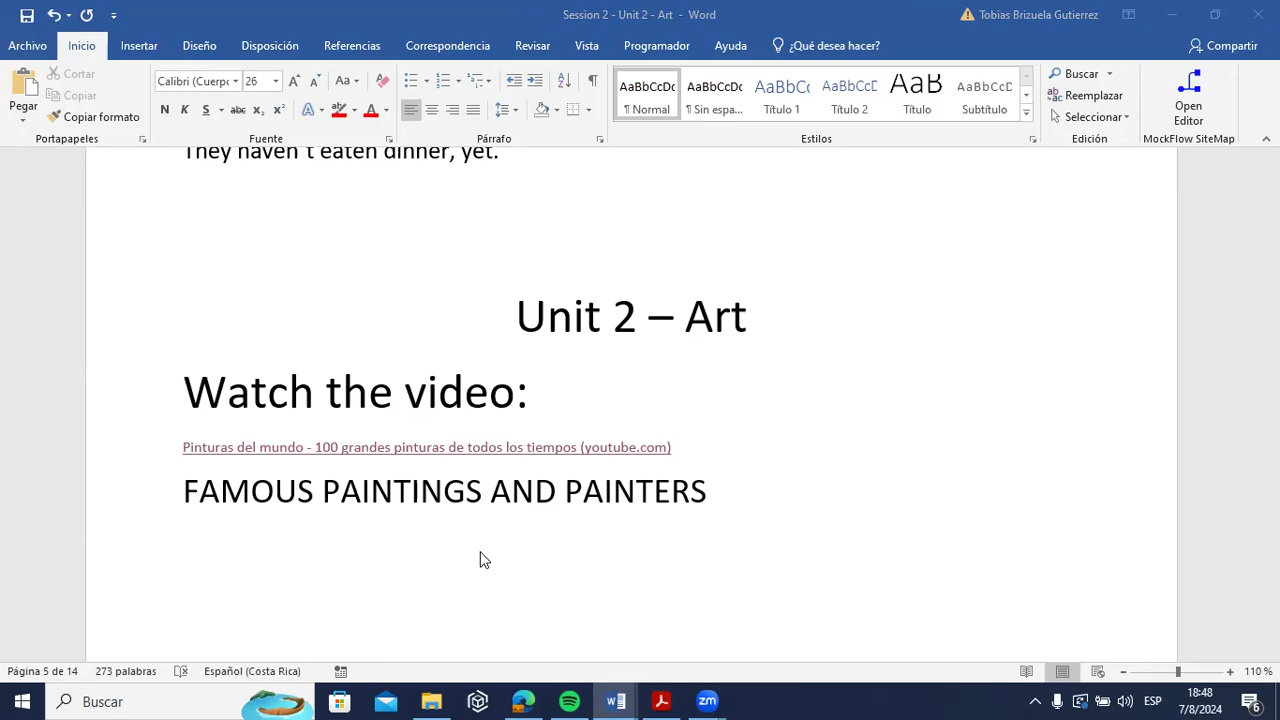 Session 2 - Unit 2 - Art - Word
Tobias Brizuela Gutierrez
Archivo Inicio Insertar Diseño Disposición Referencias Correspondencia Revisar Vista Programador Ayuda ¿Qué desea hacer? Compartir
Pegar
Cortar
Copiar
Copiar formato
Portapapeles
Calibri (Cuerpo 26
N K S abc x₂ x²
Fuente
Párrafo
AaBbCcDc AaBbCcDc AaBbCc AaBbCcD AaB AaBbCcD
¶ Normal ¶ Sin espa... Título 1 Título 2 Título Subtítulo
Estilos
Buscar
Reemplazar
Seleccionar
Edición
Open
Editor
MockFlow SiteMap
They haven't eaten dinner, yet.
Unit 2 – Art
Watch the video:
Pinturas del mundo - 100 grandes pinturas de todos los tiempos (youtube.com)
FAMOUS PAINTINGS AND PAINTERS
Página 5 de 14 273 palabras Español (Costa Rica) 110 %
Buscar
ESP
18:48
7/8/2024
6